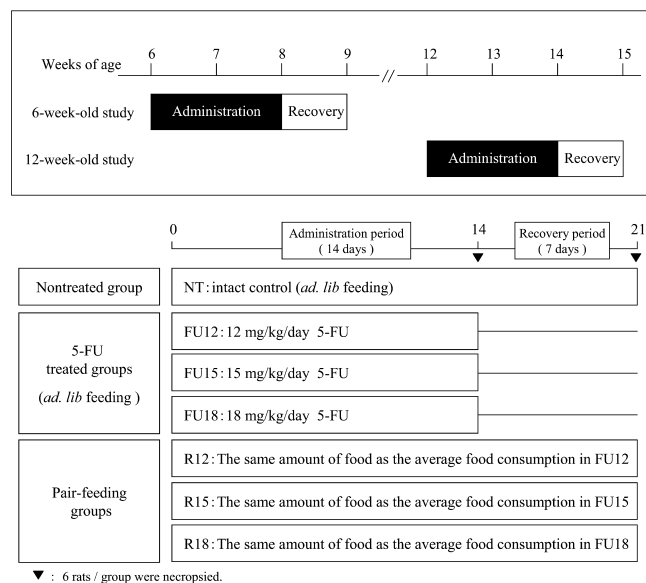 Weeks of age 6 7 8 9 // 12 13 14 15
6-week-old study Administration Recovery
12-week-old study Administration Recovery
0 Administration period 14 Recovery period 21
( 14 days ) ( 7 days )
Nontreated group NT : intact control (ad. lib feeding)
5-FU
treated groups
(ad. lib feeding )
FU12 : 12 mg/kg/day 5-FU
FU15 : 15 mg/kg/day 5-FU
FU18 : 18 mg/kg/day 5-FU
Pair-feeding
groups
R12 : The same amount of food as the average food consumption in FU12
R15 : The same amount of food as the average food consumption in FU15
R18 : The same amount of food as the average food consumption in FU18
▼ : 6 rats / group were necropsied.